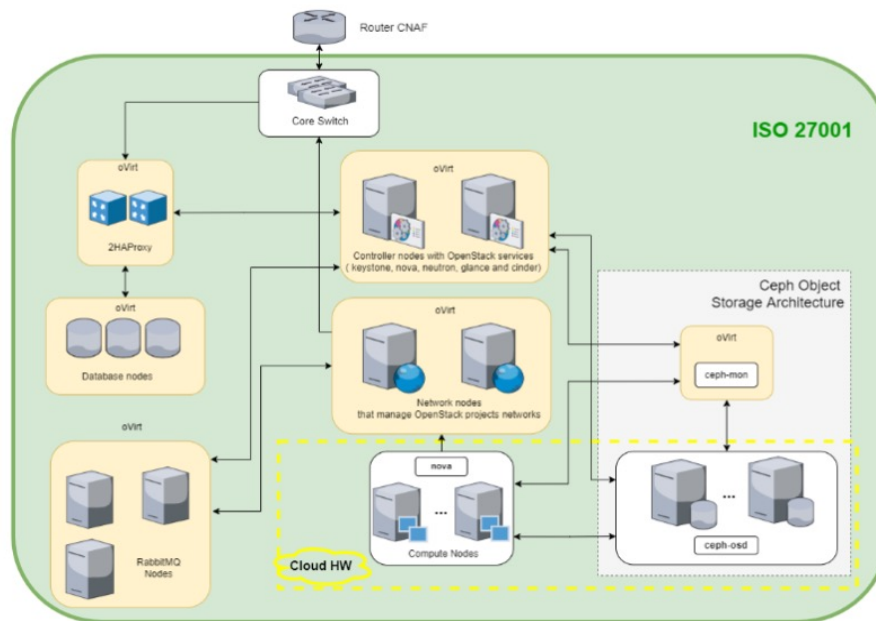 Router CNAF
Core Switch
ISO 27001
oVirt
2HAProxy
oVirt
Controller nodes with OpenStack services
( keystone, nova, neutron, glance and cinder)
Ceph Object
Storage Architecture
oVirt
Database nodes
oVirt
Network nodes
that manage OpenStack projects networks
oVirt
ceph-mon
oVirt
RabbitMQ
Nodes
nova
...
Compute Nodes
...
ceph-osd
Cloud HW